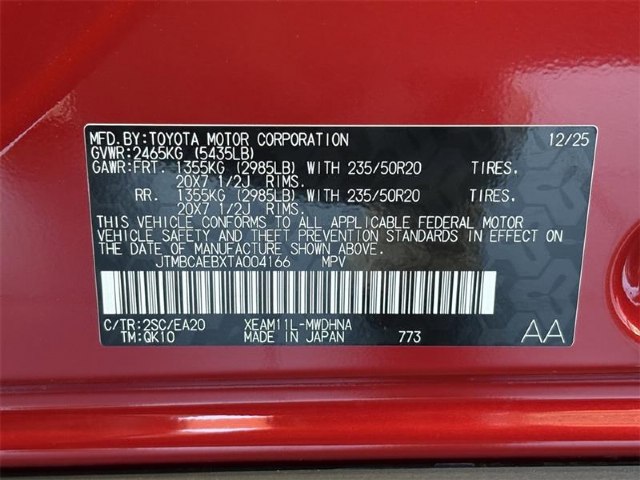 MFD.BY:TOYOTA MOTOR CORPORATION 12/25
GVWR:2465KG (5435LB)
GAWR:FRT. 1355KG (2985LB) WITH 235/50R20 TIRES.
20X7 1/2J RIMS.
RR. 1355KG (2985LB) WITH 235/50R20 TIRES.
20X7 1/2J RIMS.
THIS VEHICLE CONFORMS TO ALL APPLICABLE FEDERAL MOTOR
VEHICLE SAFETY AND THEFT PREVENTION STANDARDS IN EFFECT ON
THE DATE OF MANUFACTURE SHOWN ABOVE.
JTMBCAEBXTA004166 MPV
C/TR:2SC/EA20 XEAM11L-MWDHNA
TM:QK10 MADE IN JAPAN 773 AA